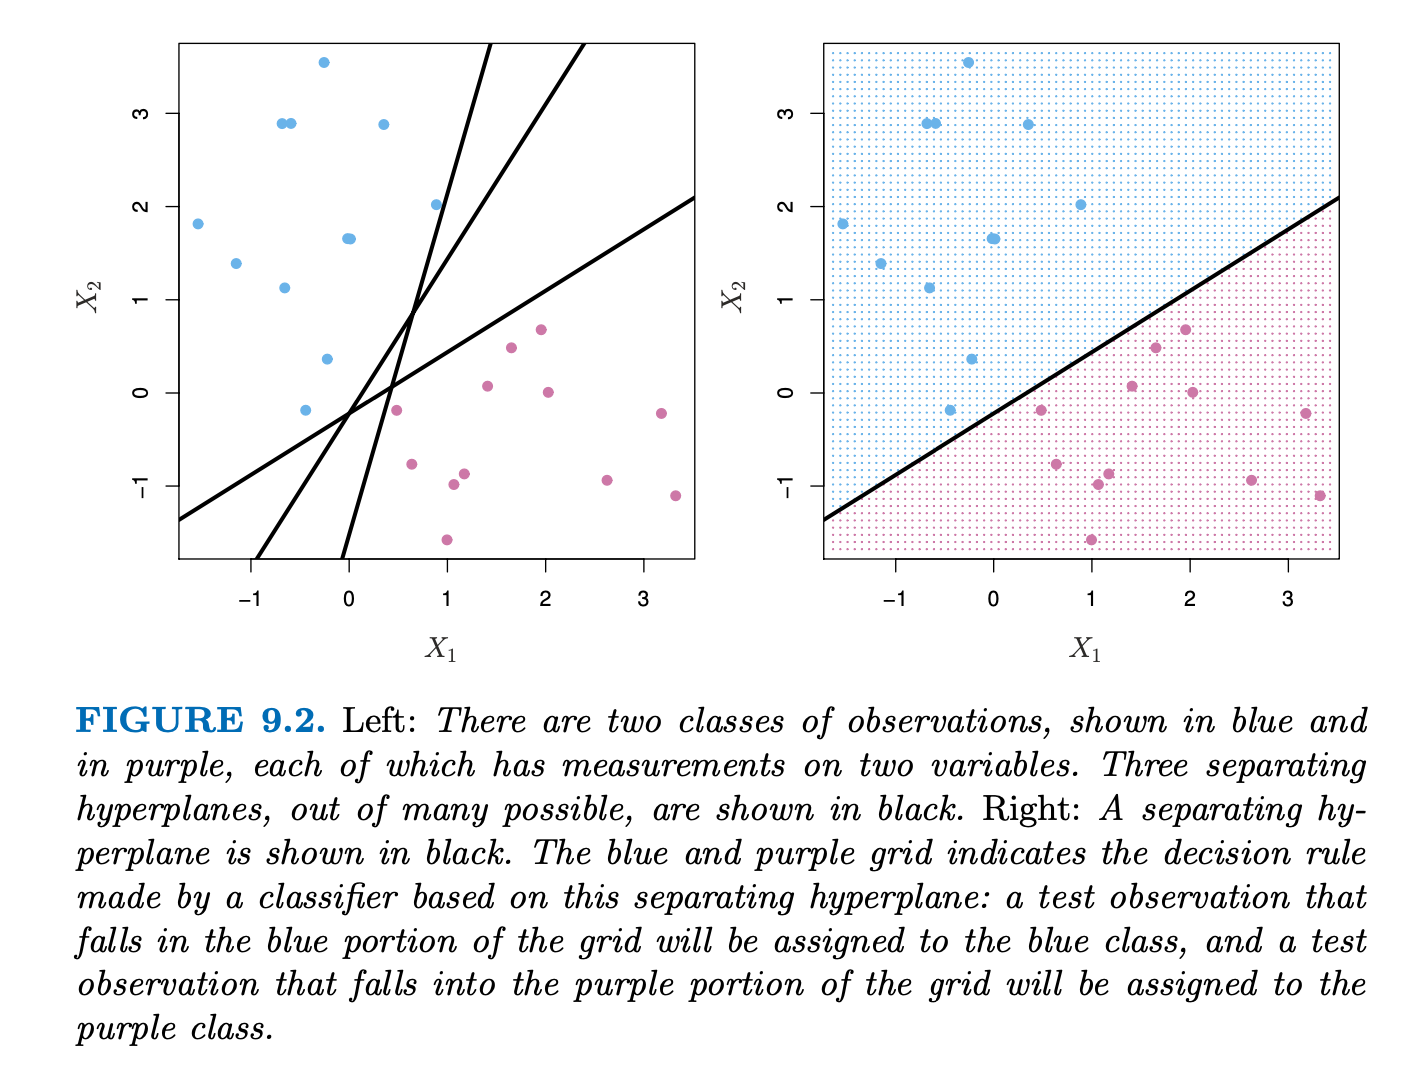 3
2
1
0
−1
X2
−1 0 1 2 3
X1
3
2
1
0
−1
X2
−1 0 1 2 3
X1
FIGURE 9.2. Left: There are two classes of observations, shown in blue and
in purple, each of which has measurements on two variables. Three separating
hyperplanes, out of many possible, are shown in black. Right: A separating hy-
perplane is shown in black. The blue and purple grid indicates the decision rule
made by a classifier based on this separating hyperplane: a test observation that
falls in the blue portion of the grid will be assigned to the blue class, and a test
observation that falls into the purple portion of the grid will be assigned to the
purple class.